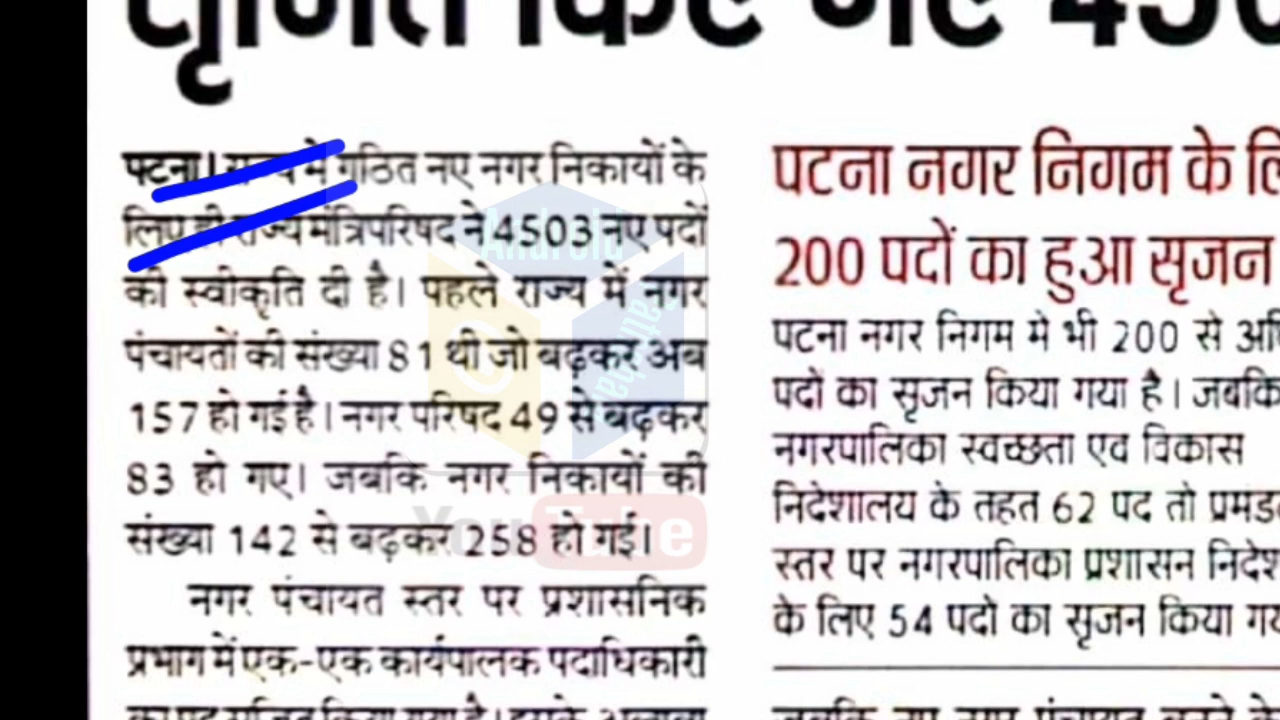 सृजित किए गए 450
पटना। राज्य में गठित नए नगर निकायों के
लिए ही राज्य मंत्रिपरिषद ने 4503 नए पदों
की स्वीकृति दी है। पहले राज्य में नगर
पंचायतों की संख्या 81 थी जो बढ़कर अब
157 हो गई है। नगर परिषद 49 से बढ़कर
83 हो गए। जबकि नगर निकायों की
संख्या 142 से बढ़कर 258 हो गई।
नगर पंचायत स्तर पर प्रशासनिक
प्रभाग में एक-एक कार्यपालक पदाधिकारी
पटना नगर निगम के लि
200 पदों का हुआ सृजन
पटना नगर निगम मे भी 200 से अधि
पदों का सृजन किया गया है। जबकि
नगरपालिका स्वच्छता एव विकास
निदेशालय के तहत 62 पद तो प्रमंड
स्तर पर नगरपालिका प्रशासन निदेश
के लिए 54 पदो का सृजन किया गय
Android
YouTube